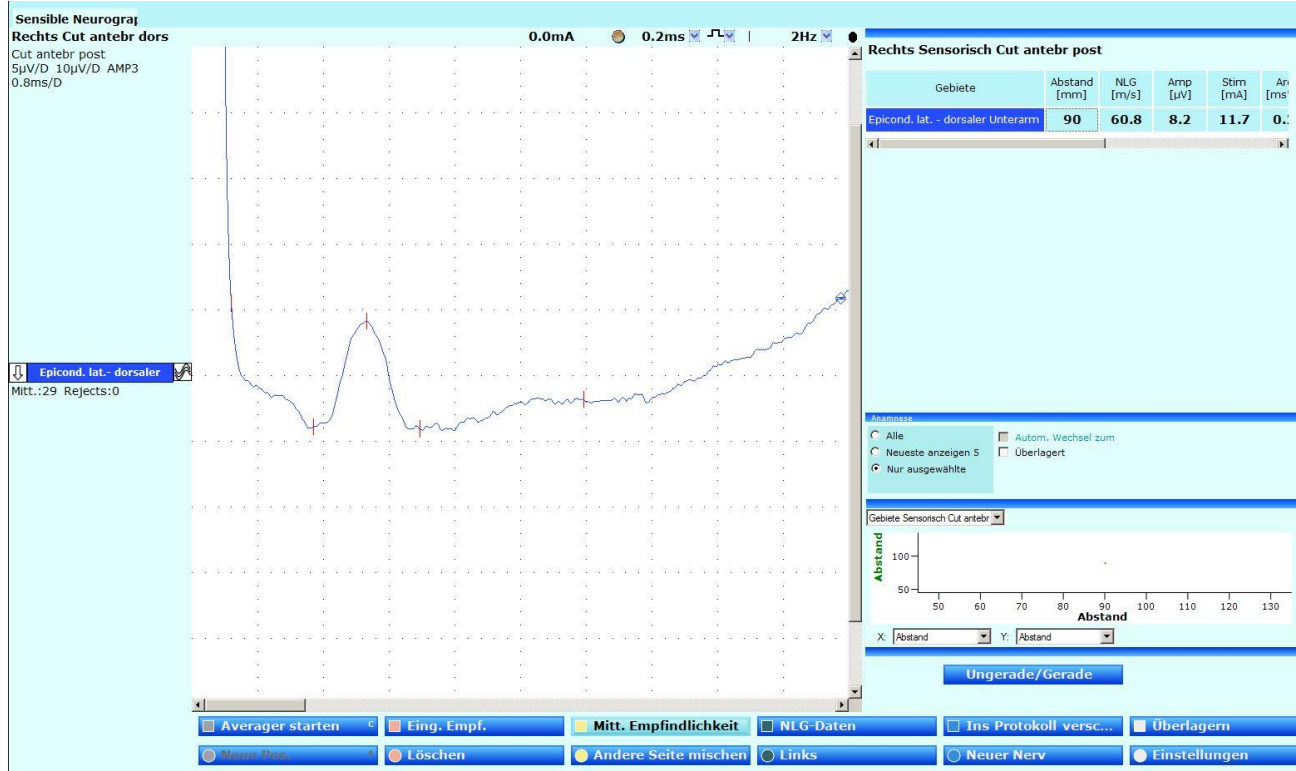 Sensible Neurograp
Rechts Cut antebr dors
0.0mA
0.2ms
2Hz
Cut antebr post
5µV/D 10µV/D AMP3
0.8ms/D
Epicond. lat.- dorsaler
Mitt.:29 Rejects:0
Rechts Sensorisch Cut antebr post
Gebiete Abstand [mm] NLG [m/s] Amp [µV] Stim [mA]
Epicond. lat. - dorsaler Unterarm 90 60.8 8.2 11.7
Anamnese
Alle
Neueste anzeigen 5
Nur ausgewählte
Autom. Wechsel zum
Überlagert
Gebiete Sensorisch Cut antebr
Abstand
100
50
50 60 70 80 90 100 110 120 130
Abstand
X: Abstand Y: Abstand
Ungerade/Gerade
Averager starten C
Eing. Empf.
Mitt. Empfindlichkeit
NLG-Daten
Ins Protokoll versc...
Überlagern
Neue Pos.
Löschen
Andere Seite mischen
Links
Neuer Nerv
Einstellungen